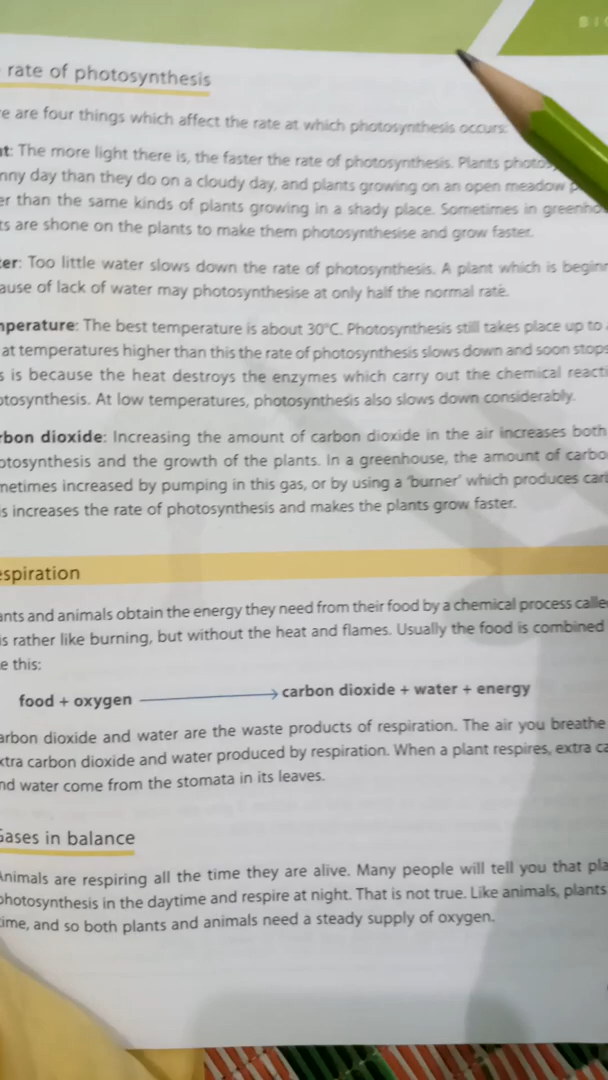 rate of photosynthesis
re are four things which affect the rate at which photosynthesis occurs:
nt: The more light there is, the faster the rate of photosynthesis. Plants photos
nny day than they do on a cloudy day, and plants growing on an open meadow p
er than the same kinds of plants growing in a shady place. Sometimes in greenho
ts are shone on the plants to make them photosynthesise and grow faster.
ter: Too little water slows down the rate of photosynthesis. A plant which is beginn
ause of lack of water may photosynthesise at only half the normal rate.
mperature: The best temperature is about 30°C. Photosynthesis still takes place up to
at temperatures higher than this the rate of photosynthesis slows down and soon stops
s is because the heat destroys the enzymes which carry out the chemical reacti
otosynthesis. At low temperatures, photosynthesis also slows down considerably.
rbon dioxide: Increasing the amount of carbon dioxide in the air increases both
otosynthesis and the growth of the plants. In a greenhouse, the amount of carbo
metimes increased by pumping in this gas, or by using a 'burner' which produces car
is increases the rate of photosynthesis and makes the plants grow faster.
espiration
ants and animals obtain the energy they need from their food by a chemical process calle
is rather like burning, but without the heat and flames. Usually the food is combined
e this:
food + oxygen → carbon dioxide + water + energy
arbon dioxide and water are the waste products of respiration. The air you breathe
xtra carbon dioxide and water produced by respiration. When a plant respires, extra ca
nd water come from the stomata in its leaves.
Gases in balance
Animals are respiring all the time they are alive. Many people will tell you that pla
photosynthesis in the daytime and respire at night. That is not true. Like animals, plants
time, and so both plants and animals need a steady supply of oxygen.